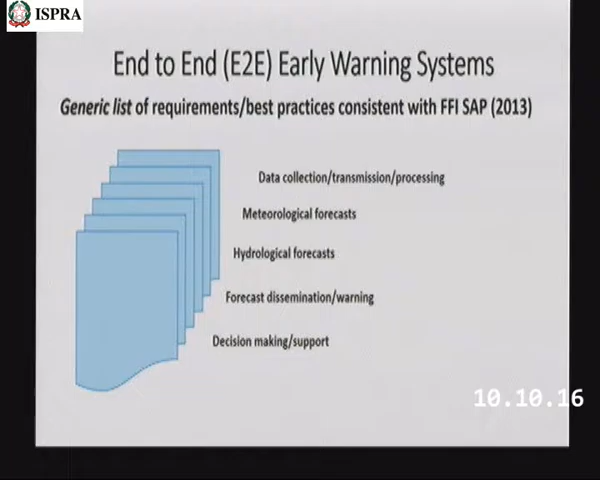 ISPRA
End to End (E2E) Early Warning Systems
Generic list of requirements/best practices consistent with FFI SAP (2013)
Data collection/transmission/processing
Meteorological forecasts
Hydrological forecasts
Forecast dissemination/warning
Decision making/support
10.10.16